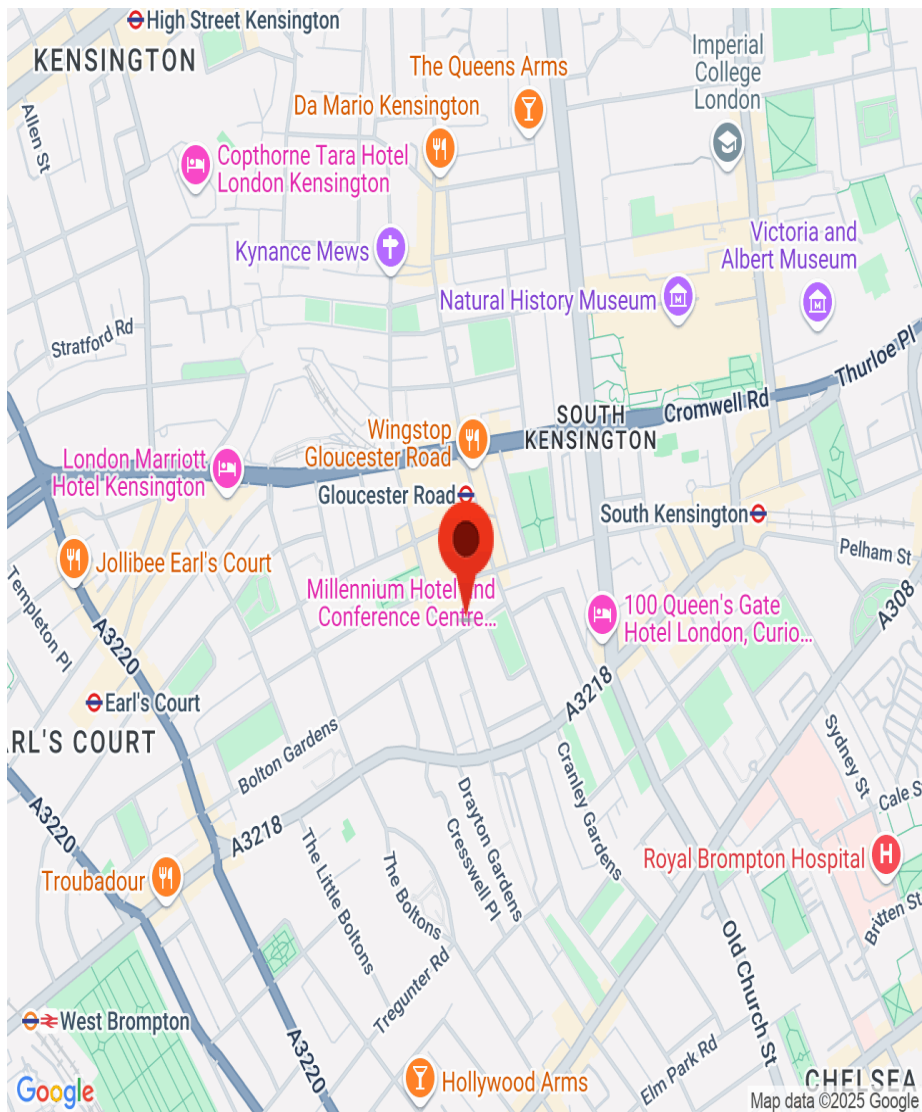 High Street Kensington
KENSINGTON
Imperial
College
London
The Queens Arms
Da Mario Kensington
Allen St
Copthorne Tara Hotel
London Kensington
Kynance Mews
Victoria and
Albert Museum
Natural History Museum
Stratford Rd
Thurloe Pl
Cromwell Rd
SOUTH
KENSINGTON
Wingstop
Gloucester Road
London Marriott
Hotel Kensington
Gloucester Road
South Kensington
Pelham St
Jollibee Earl's Court
Templeton Pl
Millennium Hotel and
Conference Centre...
100 Queen's Gate
Hotel London, Curio...
A308
A3220
Earl's Court
A3218
ARL'S COURT
Bolton Gardens
Sydney St
Cale S
Cranley Gardens
Drayton Gardens
Cresswell Pl
A3220
A3218
The Little Boltons
The Boltons
Royal Brompton Hospital
Troubadour
Britten St
Old Church St
Tregunter Rd
West Brompton
A3220
Elm Park Rd
Hollywood Arms
CHELSEA
Google
Map data ©2025 Google